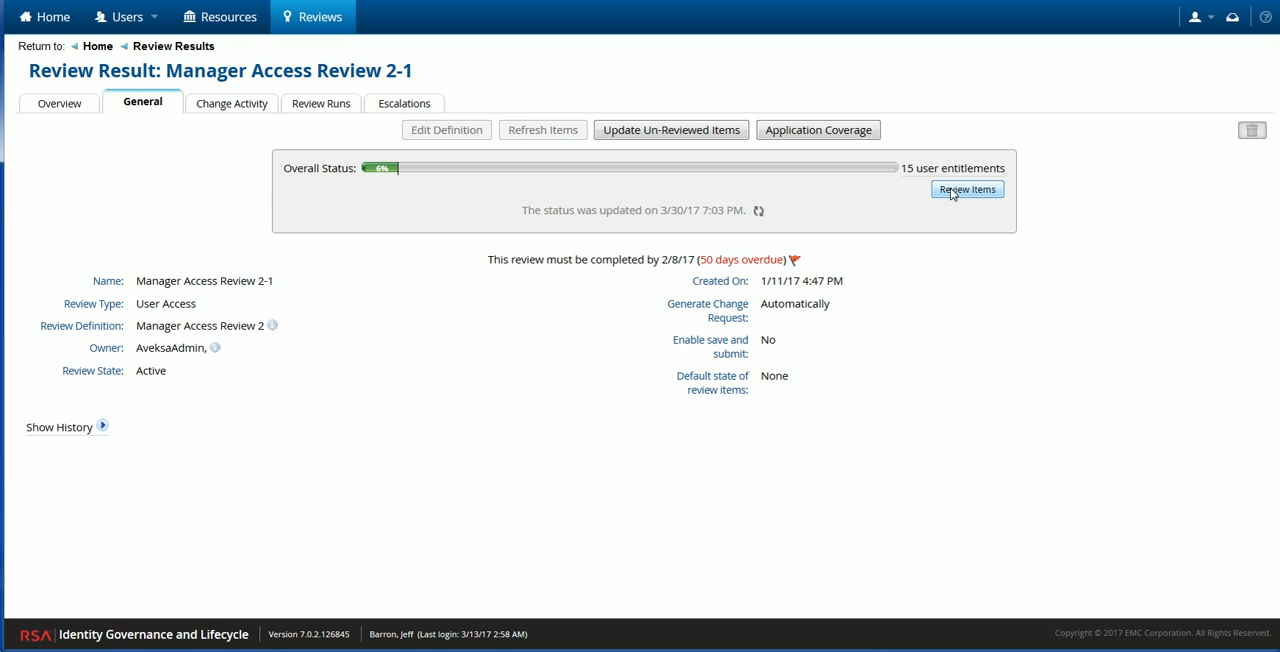 Home Users Resources Reviews
Return to: Home Review Results
Review Result: Manager Access Review 2-1
Overview General Change Activity Review Runs Escalations
Edit Definition Refresh Items Update Un-Reviewed Items Application Coverage
Overall Status: 6% 15 user entitlements
Review Items
The status was updated on 3/30/17 7:03 PM.
This review must be completed by 2/8/17 (50 days overdue)
Name: Manager Access Review 2-1
Review Type: User Access
Review Definition: Manager Access Review 2
Owner: AveksaAdmin,
Review State: Active
Created On: 1/11/17 4:47 PM
Generate Change Automatically
Request:
Enable save and No
submit:
Default state of None
review items:
Show History
RSA Identity Governance and Lifecycle Version 7.0.2.126845 Barron, Jeff (Last login: 3/13/17 2:58 AM) Copyright © 2017 EMC Corporation. All Rights Reserved.